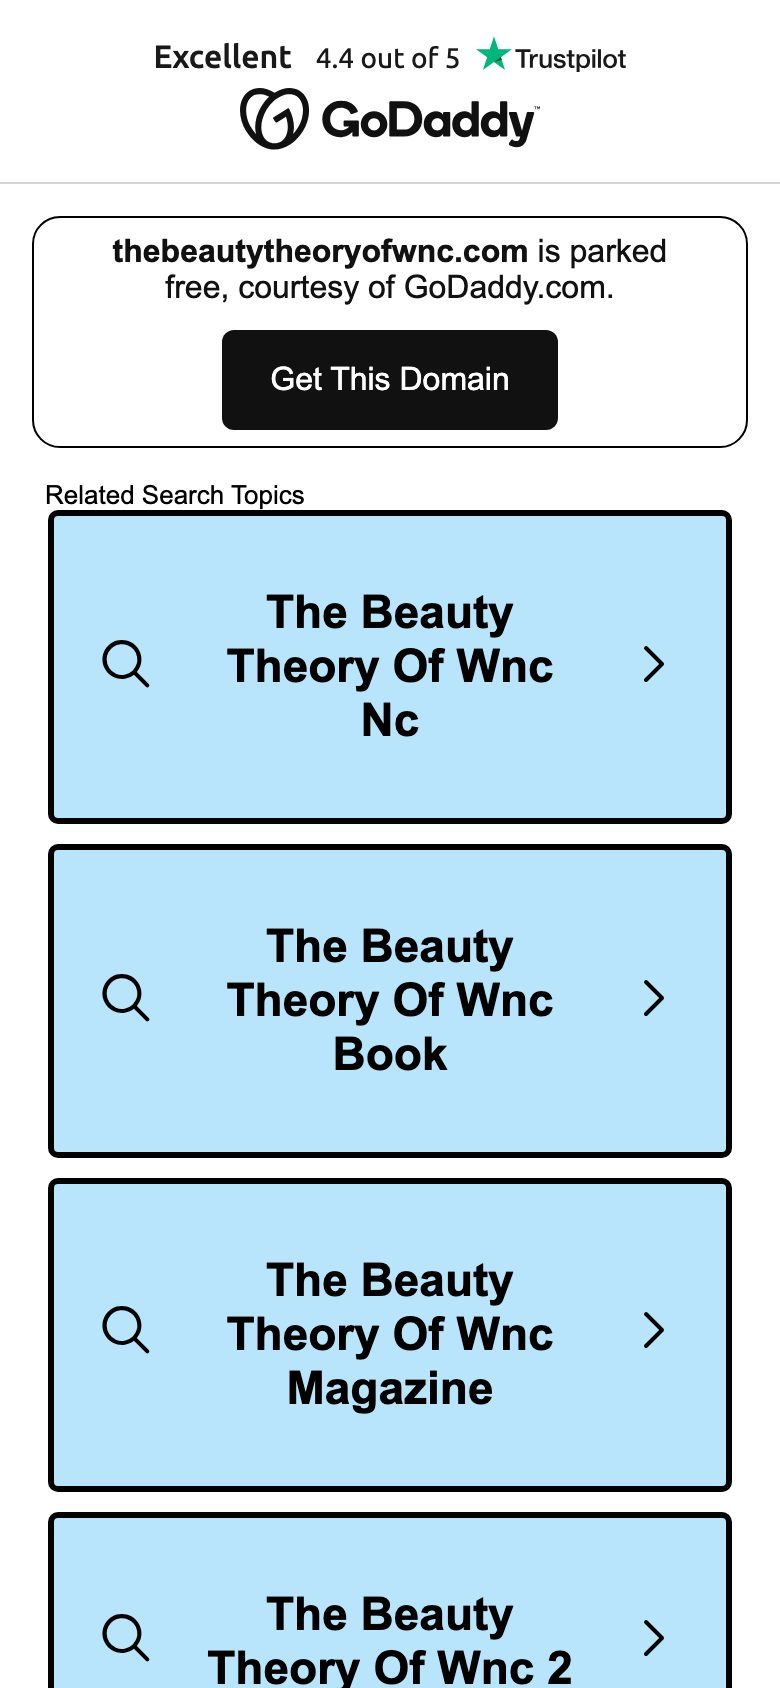 Excellent 4.4 out of 5 Trustpilot
GoDaddy™
thebeautytheoryofwnc.com is parked
free, courtesy of GoDaddy.com.
Get This Domain
Related Search Topics
The Beauty
Theory Of Wnc
Nc
The Beauty
Theory Of Wnc
Book
The Beauty
Theory Of Wnc
Magazine
The Beauty
Theory Of Wnc 2